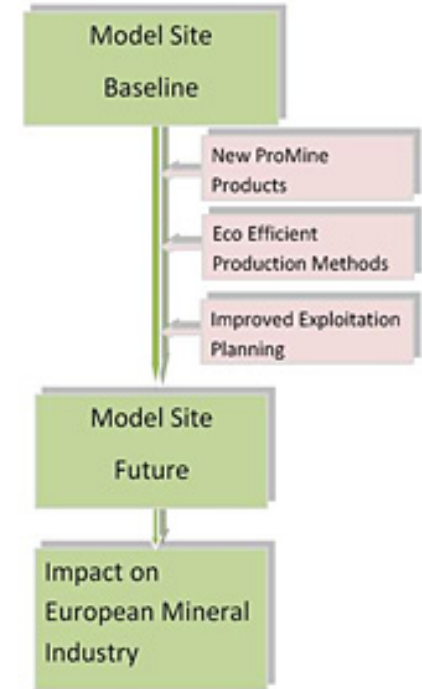 Model Site
Baseline
New ProMine
Products
Eco Efficient
Production Methods
Improved Exploitation
Planning
Model Site
Future
Impact on
European Mineral
Industry